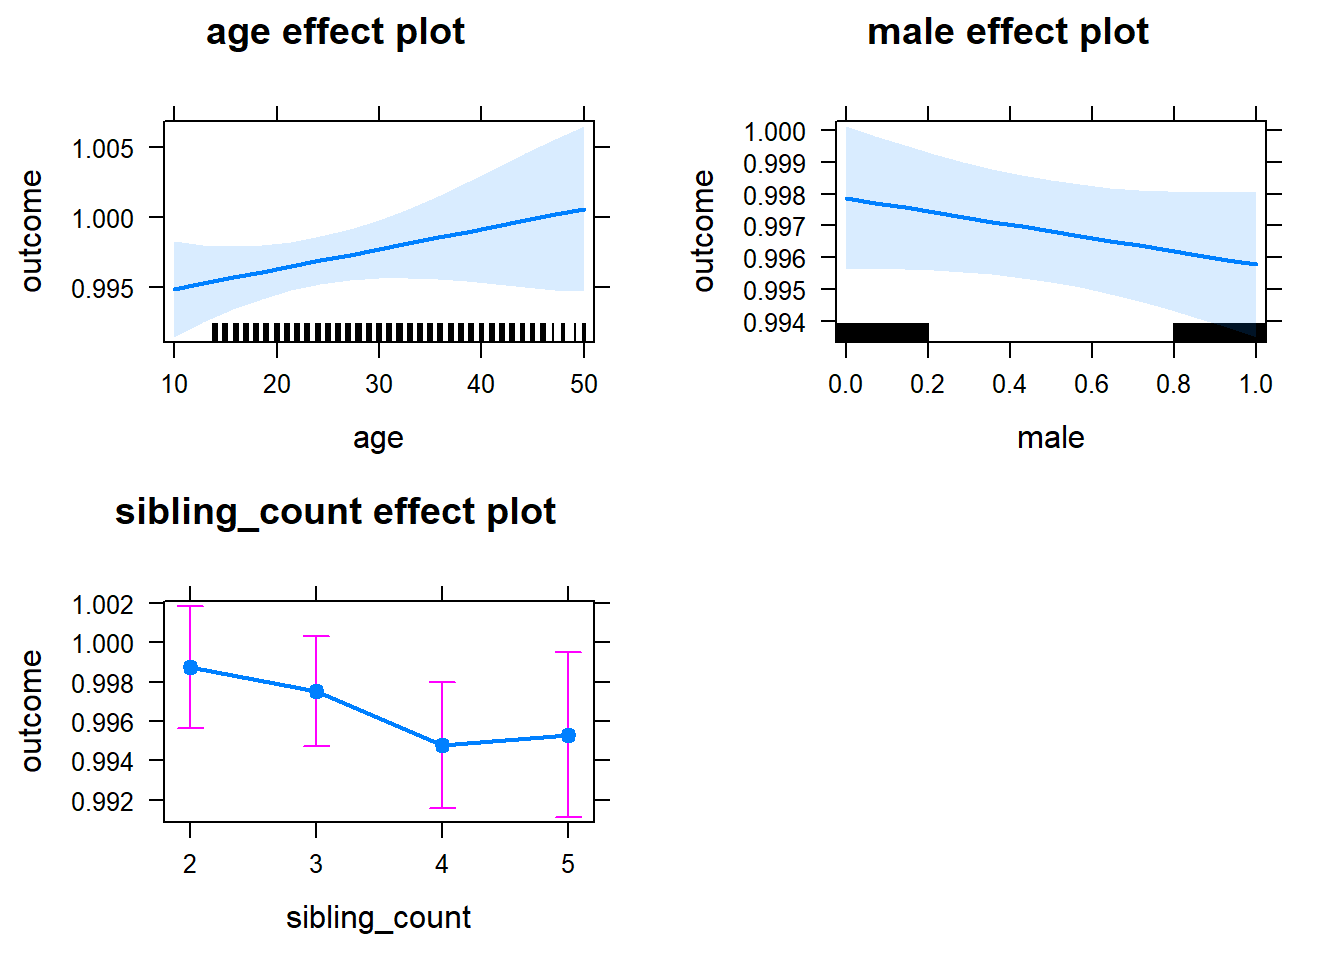 age effect plot
outcome
1.005
1.000
0.995
10 20 30 40 50
age
male effect plot
outcome
1.000
0.999
0.998
0.997
0.996
0.995
0.994
0.0 0.2 0.4 0.6 0.8 1.0
male
sibling_count effect plot
outcome
1.002
1.000
0.998
0.996
0.994
0.992
2 3 4 5
sibling_count